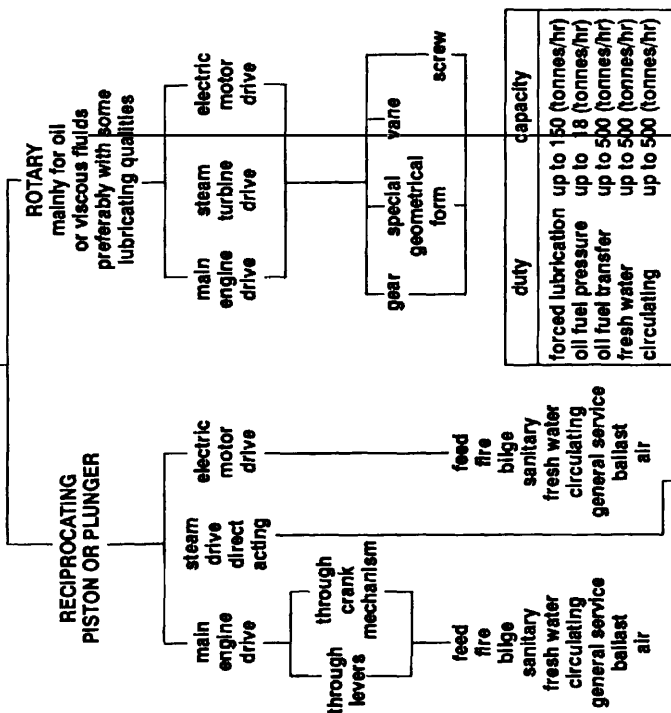 RECIPROCATING
PISTON OR PLUNGER
main
engine
drive
steam
drive
direct
acting
electric
motor
drive
through
levers
through
crank
mechanism
feed
fire
bilge
sanitary
fresh water
circulating
general service
ballast
air
feed
fire
bilge
sanitary
fresh water
circulating
general service
ballast
air
ROTARY
mainly for oil
or viscous fluids
preferably with some
lubricating qualities
main
engine
drive
steam
turbine
drive
electric
motor
drive
gear
special
geometrical
form
vane
screw
duty capacity
forced lubrication up to 150 (tonnes/hr)
oil fuel pressure up to 18 (tonnes/hr)
oil fuel transfer up to 500 (tonnes/hr)
fresh water up to 500 (tonnes/hr)
circulating up to 500 (tonnes/hr)